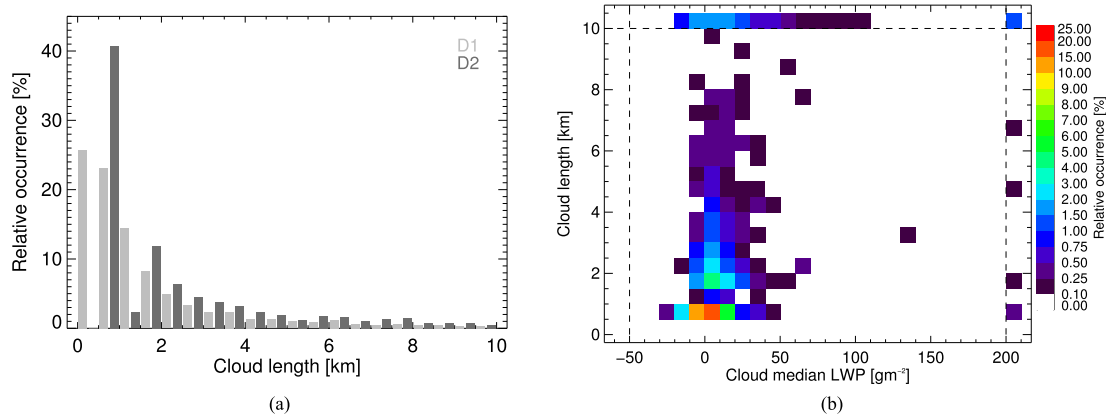 D1
D2
Relative occurrence [%]
40
30
20
10
0
0 2 4 6 8 10
Cloud length [km]
(a)
Cloud length [km]
10
8
6
4
2
0
−50 0 50 100 150 200
Cloud median LWP [gm⁻²]
(b)
25.00
20.00
15.00
10.00
9.00
8.00
7.00
6.00
5.00
4.00
3.00
2.00
1.50
1.00
0.75
0.50
0.25
0.10
0.00
Relative occurrence [%]